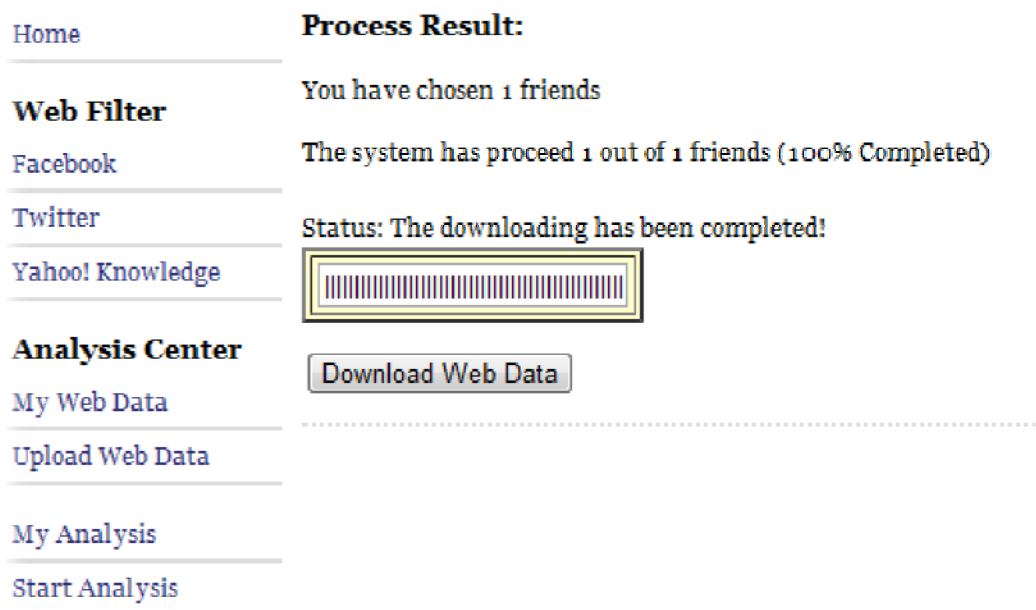 Home
Web Filter
Facebook
Twitter
Yahoo! Knowledge
Analysis Center
My Web Data
Upload Web Data
My Analysis
Start Analysis
Process Result:
You have chosen 1 friends
The system has proceed 1 out of 1 friends (100% Completed)
Status: The downloading has been completed!
Download Web Data